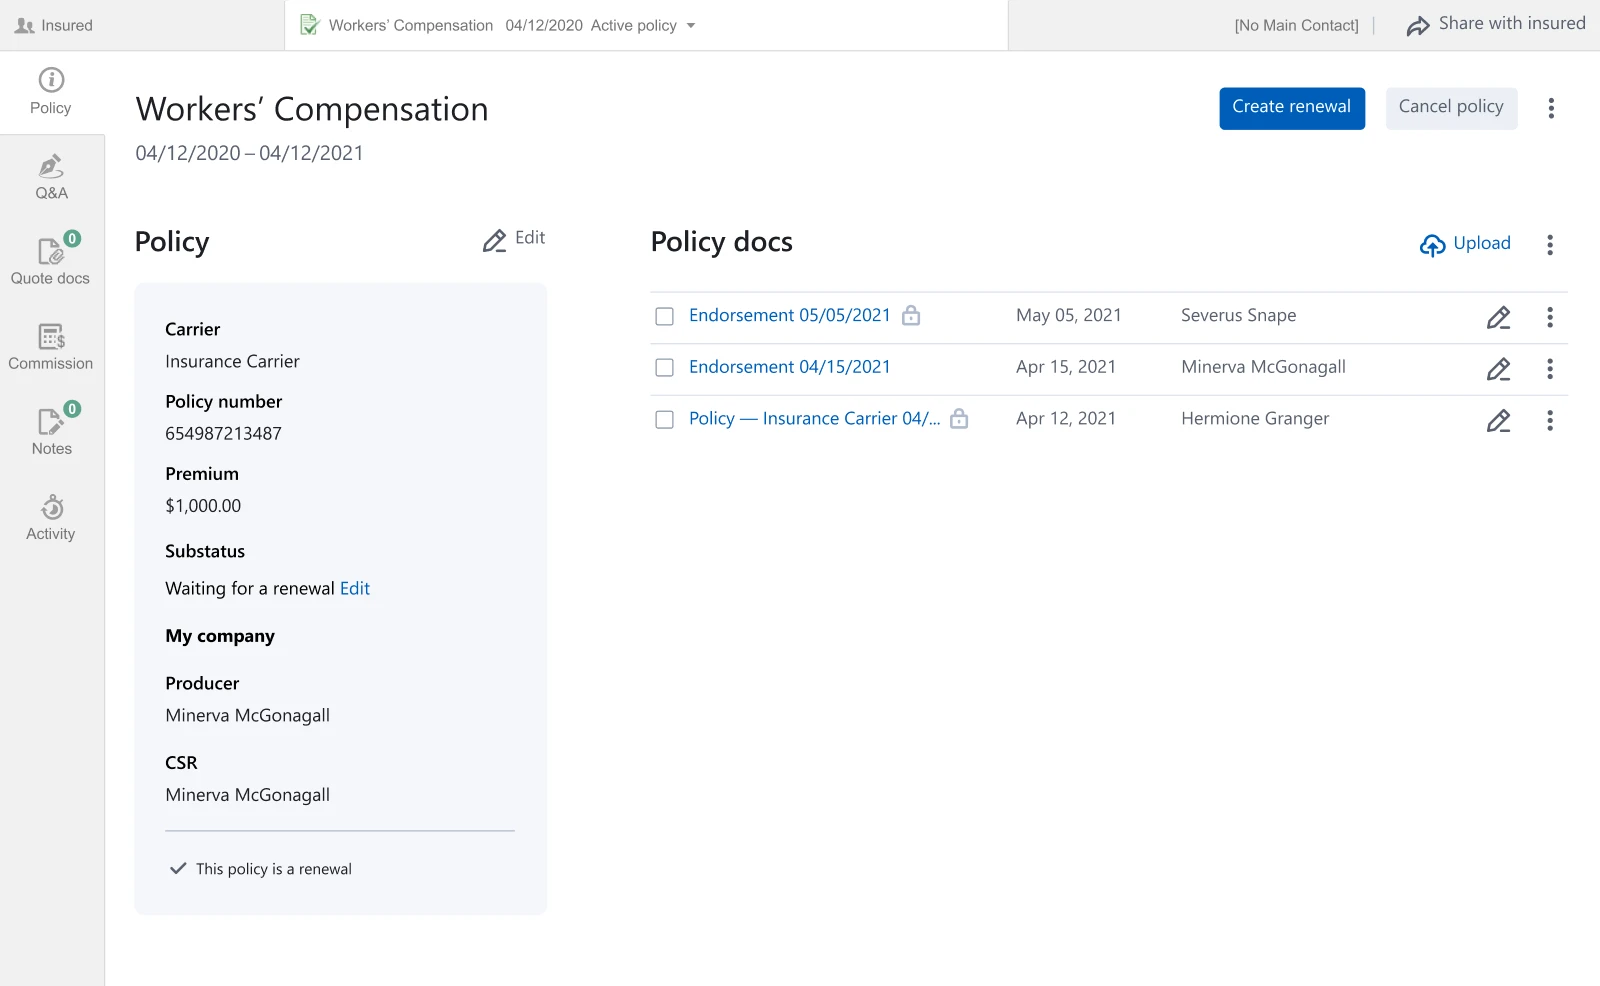 Insured
Workers’ Compensation 04/12/2020 Active policy
[No Main Contact]
Share with insured
Policy
Q&A
0
Quote docs
Commission
0
Notes
Activity
Workers’ Compensation
04/12/2020 – 04/12/2021
Create renewal
Cancel policy
Policy
Edit
Carrier
Insurance Carrier
Policy number
654987213487
Premium
$1,000.00
Substatus
Waiting for a renewal Edit
My company
Producer
Minerva McGonagall
CSR
Minerva McGonagall
This policy is a renewal
Policy docs
Upload
Endorsement 05/05/2021 May 05, 2021 Severus Snape
Endorsement 04/15/2021 Apr 15, 2021 Minerva McGonagall
Policy — Insurance Carrier 04/... Apr 12, 2021 Hermione Granger